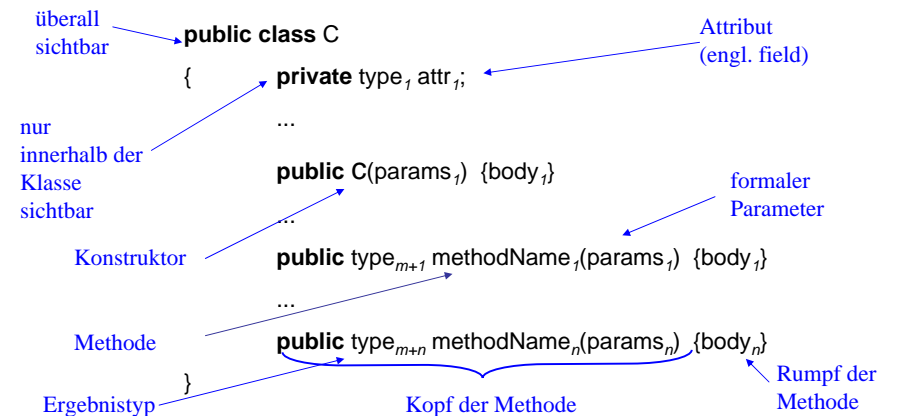 überall
sichtbar
public class C
Attribut
(engl. field)
{ private type1 attr1;
...
nur
innerhalb der
Klasse
sichtbar
public C(params1) {body1}
...
formaler
Parameter
Konstruktor
public typem+1 methodName1(params1) {body1}
...
Methode
public typem+n methodNamen(paramsn) {bodyn}
}
Ergebnistyp
Kopf der Methode
Rumpf der
Methode